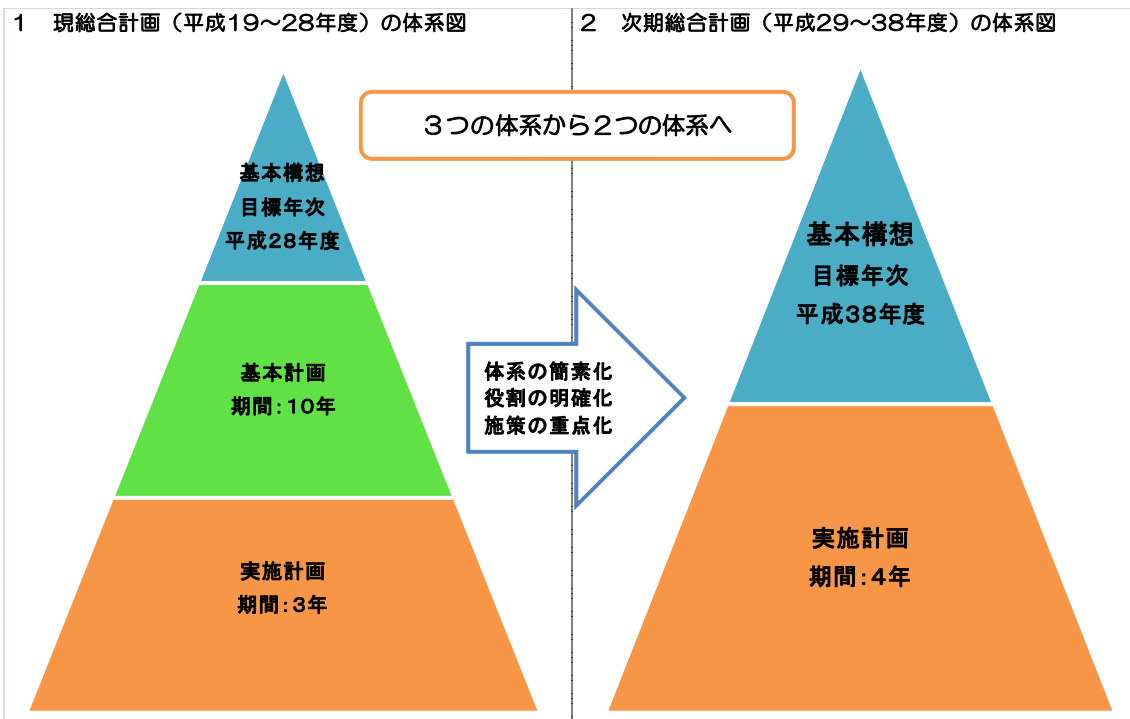 1 現総合計画（平成19～28年度）の体系図
2 次期総合計画（平成29～38年度）の体系図
3つの体系から2つの体系へ
基本構想
目標年次
平成28年度
基本計画
期間：10年
実施計画
期間：3年
体系の簡素化
役割の明確化
施策の重点化
基本構想
目標年次
平成38年度
実施計画
期間：4年